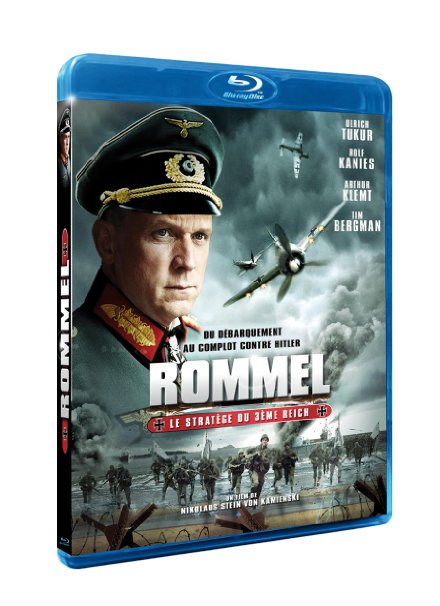 Blu-ray Disc
ULRICH
TUKUR
ROLF
KANIES
ARTHUR
KLEMT
TIM
BERGMAN
DU DÉBARQUEMENT
AU COMPLOT CONTRE HITLER
ROMMEL
LE STRATÈGE DU 3ÈME REICH
UN FILM DE
NIKOLAUS STEIN VON KAMIENSKI
ROMMEL